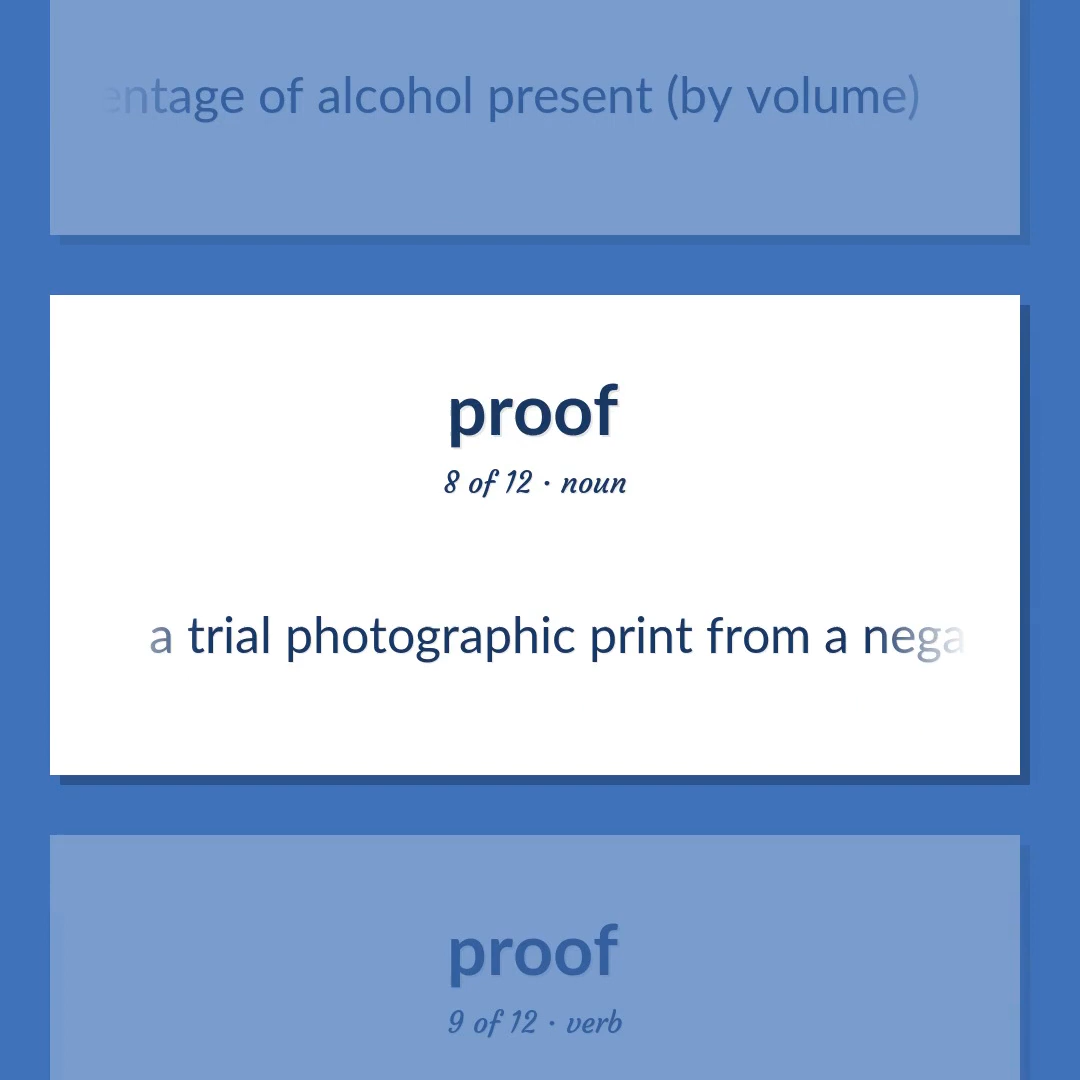 entage of alcohol present (by volume)
proof
8 of 12 · noun
a trial photographic print from a nega
proof
9 of 12 · verb